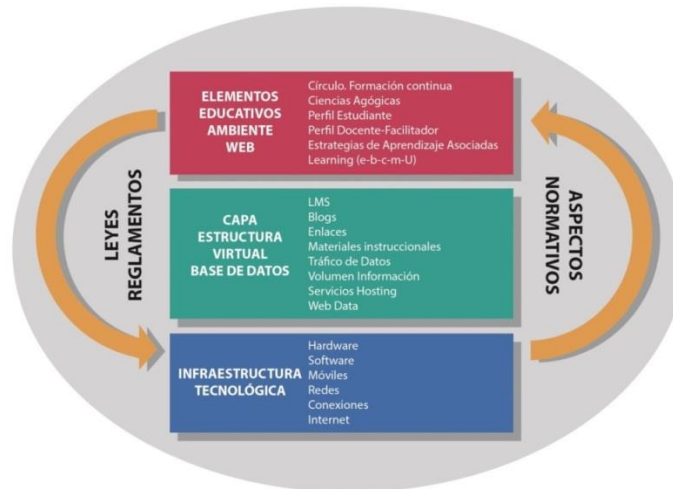 ELEMENTOS
EDUCATIVOS
AMBIENTE
WEB
Círculo. Formación continua
Ciencias Agógicas
Perfil Estudiante
Perfil Docente-Facilitador
Estrategias de Aprendizaje Asociadas
Learning (e-b-c-m-U)
LEYES
REGLAMENTOS
CAPA
ESTRUCTURA
VIRTUAL
BASE DE DATOS
LMS
Blogs
Enlaces
Materiales instruccionales
Tráfico de Datos
Volumen Información
Servicios Hosting
Web Data
ASPECTOS
NORMATIVOS
INFRAESTRUCTURA
TECNOLÓGICA
Hardware
Software
Móviles
Redes
Conexiones
Internet